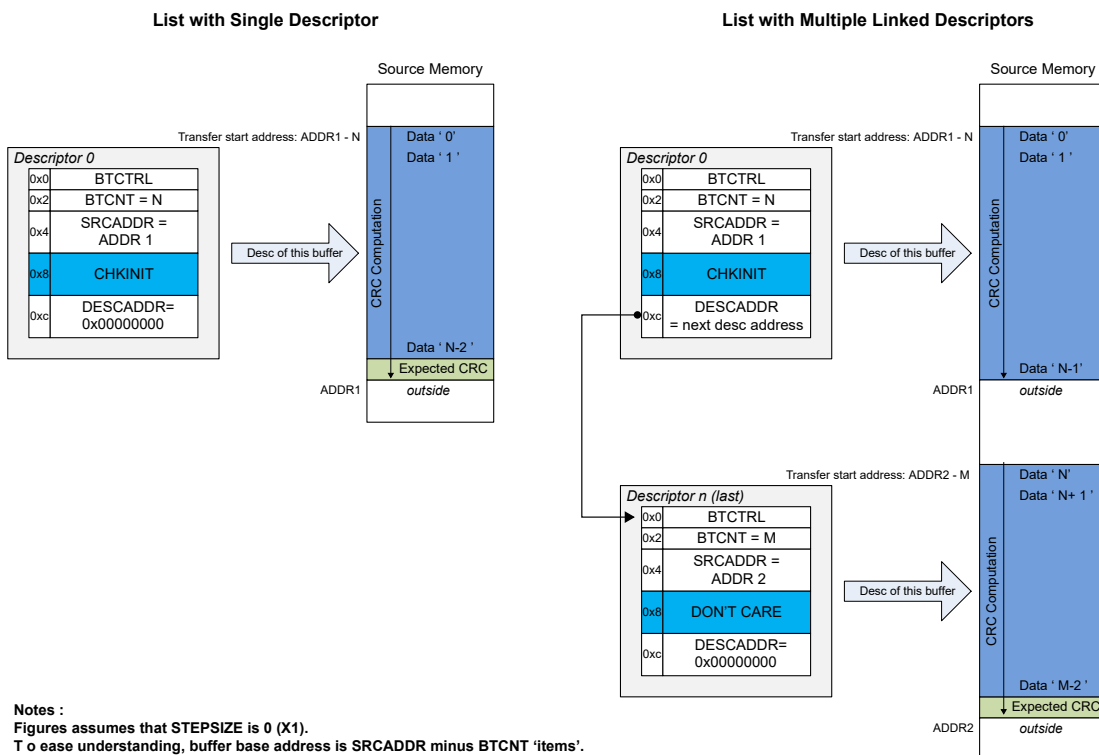 List with Single Descriptor
Source Memory
Transfer start address: ADDR1 - N
Data ‘ 0’
Data ‘ 1 ’
Descriptor 0
0x0 BTCTRL
0x2 BTCNT = N
0x4 SRCADDR =
ADDR 1
0x8 CHKINIT
0xc DESCADDR=
0x00000000
Desc of this buffer
CRC Computation
Data ‘ N-2 ’
Expected CRC
ADDR1
outside
List with Multiple Linked Descriptors
Source Memory
Transfer start address: ADDR1 - N
Data ‘ 0’
Data ‘ 1 ’
Descriptor 0
0x0 BTCTRL
0x2 BTCNT = N
0x4 SRCADDR =
ADDR 1
0x8 CHKINIT
0xc DESCADDR
= next desc address
Desc of this buffer
CRC Computation
Data ‘ N-1’
ADDR1
outside
Transfer start address: ADDR2 - M
Data ‘ N’
Data ‘ N+ 1 ’
Descriptor n (last)
0x0 BTCTRL
0x2 BTCNT = M
0x4 SRCADDR =
ADDR 2
0x8 DON’T CARE
0xc DESCADDR=
0x00000000
Desc of this buffer
CRC Computation
Data ‘ M-2 ’
Expected CRC
ADDR2
outside
Notes :
Figures assumes that STEPSIZE is 0 (X1).
T o ease understanding, buffer base address is SRCADDR minus BTCNT ‘items’.